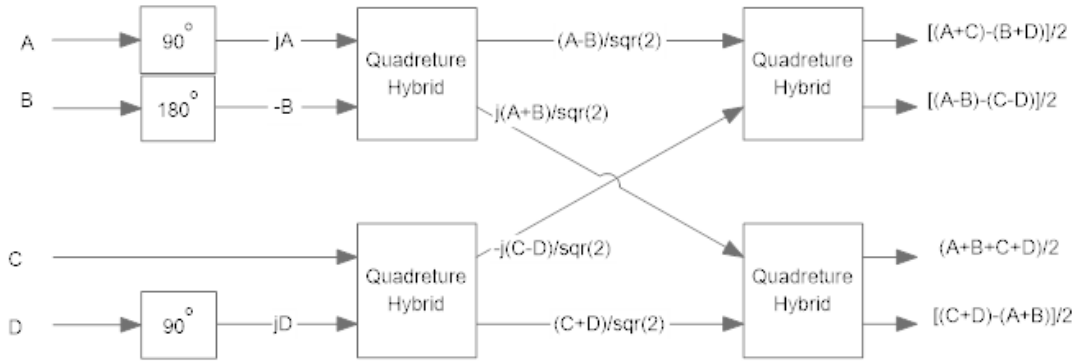 A
90°
jA
Quadreture
Hybrid
(A-B)/sqr(2)
Quadreture
Hybrid
[(A+C)-(B+D)]/2
B
180°
-B
j(A+B)/sqr(2)
[(A-B)-(C-D)]/2
C
Quadreture
Hybrid
-j(C-D)/sqr(2)
Quadreture
Hybrid
(A+B+C+D)/2
D
90°
jD
(C+D)/sqr(2)
[(C+D)-(A+B)]/2